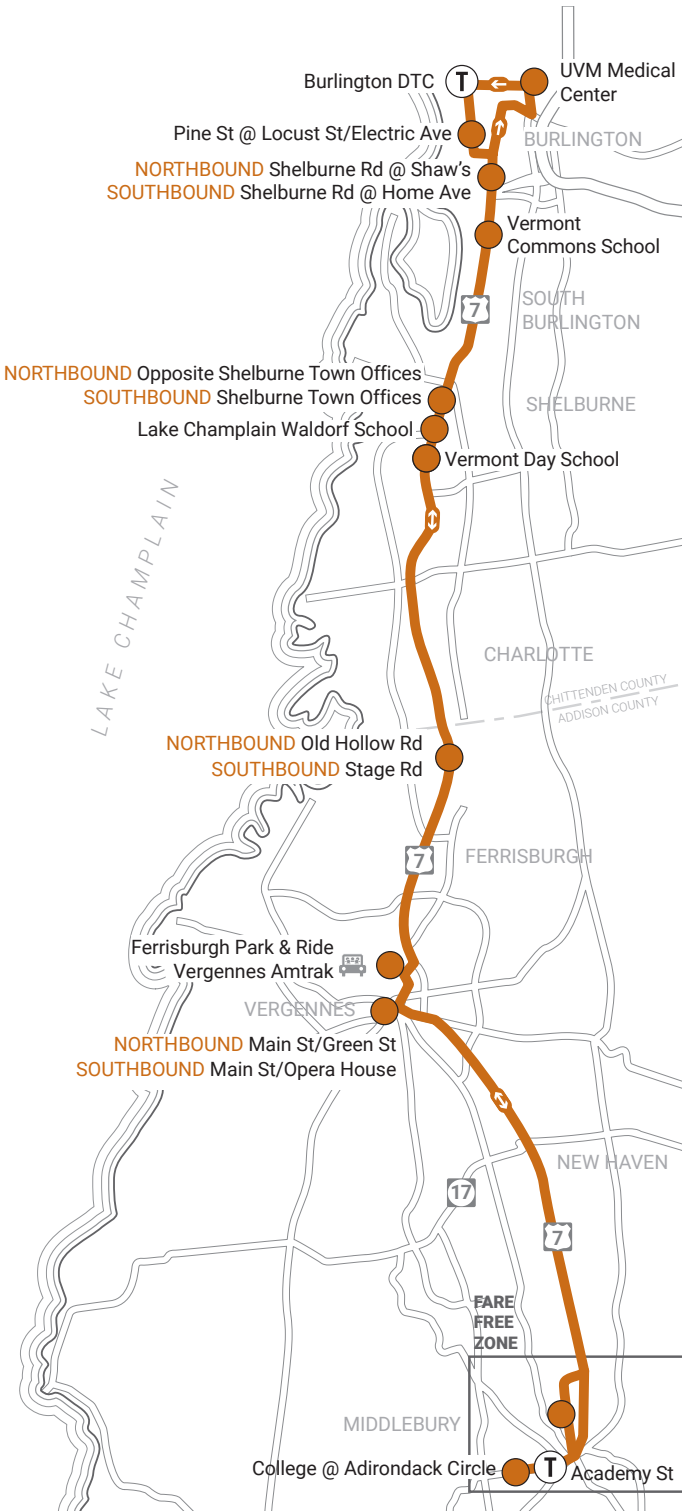 Burlington DTC
T
UVM Medical
Center
Pine St @ Locust St/Electric Ave
BURLINGTON
NORTHBOUND Shelburne Rd @ Shaw's
SOUTHBOUND Shelburne Rd @ Home Ave
Vermont
Commons School
7
SOUTH
BURLINGTON
NORTHBOUND Opposite Shelburne Town Offices
SOUTHBOUND Shelburne Town Offices
SHELBURNE
Lake Champlain Waldorf School
Vermont Day School
LAKE CHAMPLAIN
CHARLOTTE
CHITTENDEN COUNTY
ADDISON COUNTY
NORTHBOUND Old Hollow Rd
SOUTHBOUND Stage Rd
7
FERRISBURGH
Ferrisburgh Park & Ride
Vergennes Amtrak
VERGENNES
NORTHBOUND Main St/Green St
SOUTHBOUND Main St/Opera House
NEW HAVEN
17
7
FARE
FREE
ZONE
MIDDLEBURY
College @ Adirondack Circle
T
Academy St